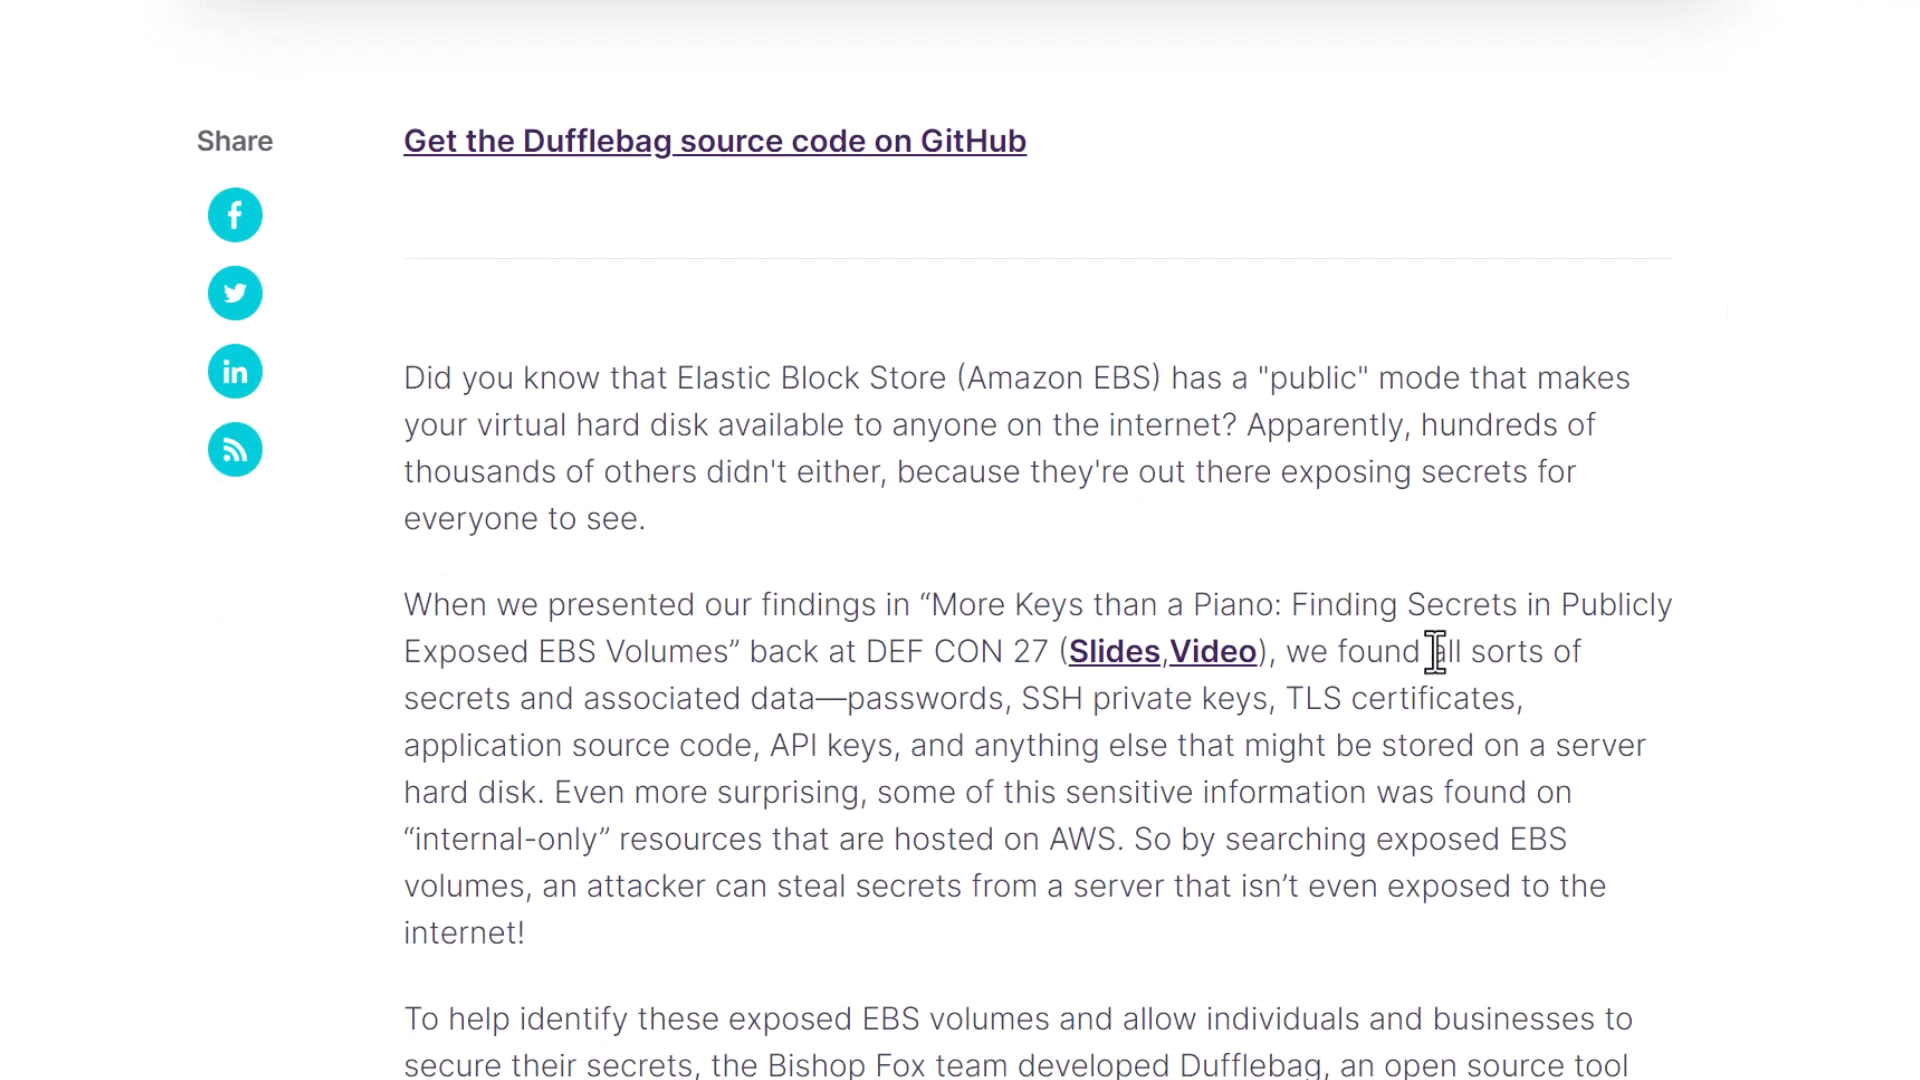 Share
Get the Dufflebag source code on GitHub
Did you know that Elastic Block Store (Amazon EBS) has a "public" mode that makes
your virtual hard disk available to anyone on the internet? Apparently, hundreds of
thousands of others didn't either, because they're out there exposing secrets for
everyone to see.
When we presented our findings in “More Keys than a Piano: Finding Secrets in Publicly
Exposed EBS Volumes” back at DEF CON 27 (Slides,Video), we found all sorts of
secrets and associated data—passwords, SSH private keys, TLS certificates,
application source code, API keys, and anything else that might be stored on a server
hard disk. Even more surprising, some of this sensitive information was found on
“internal-only” resources that are hosted on AWS. So by searching exposed EBS
volumes, an attacker can steal secrets from a server that isn’t even exposed to the
internet!
To help identify these exposed EBS volumes and allow individuals and businesses to
secure their secrets, the Bishop Fox team developed Dufflebag, an open source tool